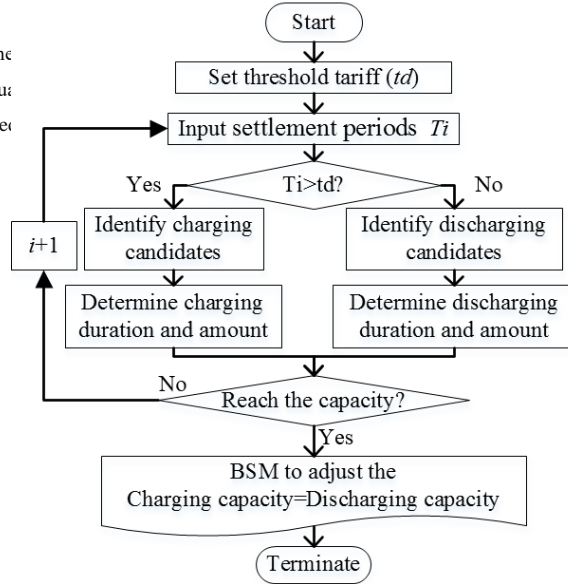 Start
Set threshold tariff (td)
Input settlement periods Ti
Ti>td?
Yes
No
Identify charging
candidates
Identify discharging
candidates
i+1
Determine charging
duration and amount
Determine discharging
duration and amount
No
Reach the capacity?
Yes
BSM to adjust the
Charging capacity=Discharging capacity
Terminate